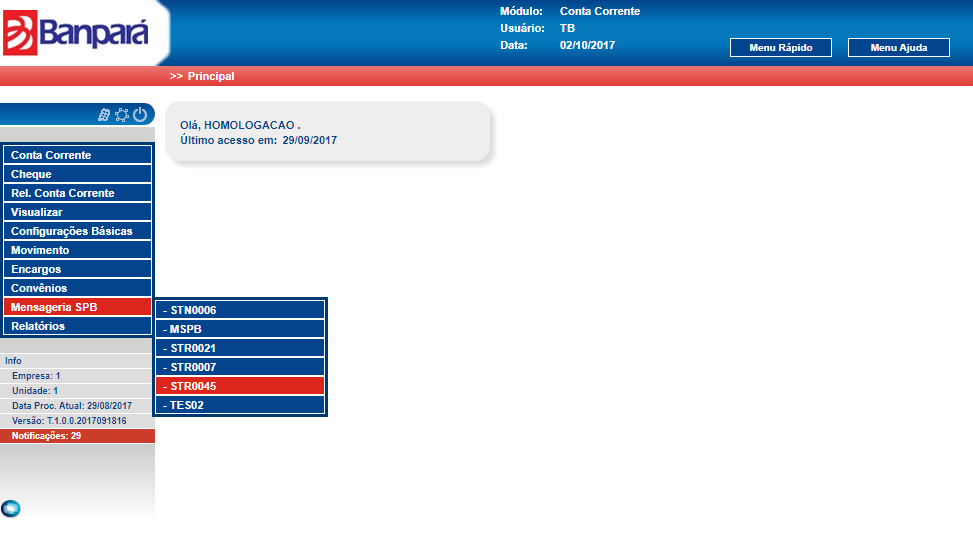 Banpará
Módulo: Conta Corrente
Usuário: TB
Data: 02/10/2017
Menu Rápido
Menu Ajuda
>> Principal
Olá, HOMOLOGACAO .
Último acesso em: 29/09/2017
Conta Corrente
Cheque
Rel. Conta Corrente
Visualizar
Configurações Básicas
Movimento
Encargos
Convênios
Mensageria SPB
Relatórios
- STN0006
- MSPB
- STR0021
- STR0007
- STR0045
- TES02
Info
Empresa: 1
Unidade: 1
Data Proc. Atual: 29/08/2017
Versão: T.1.0.0.2017091816
Notificações: 29